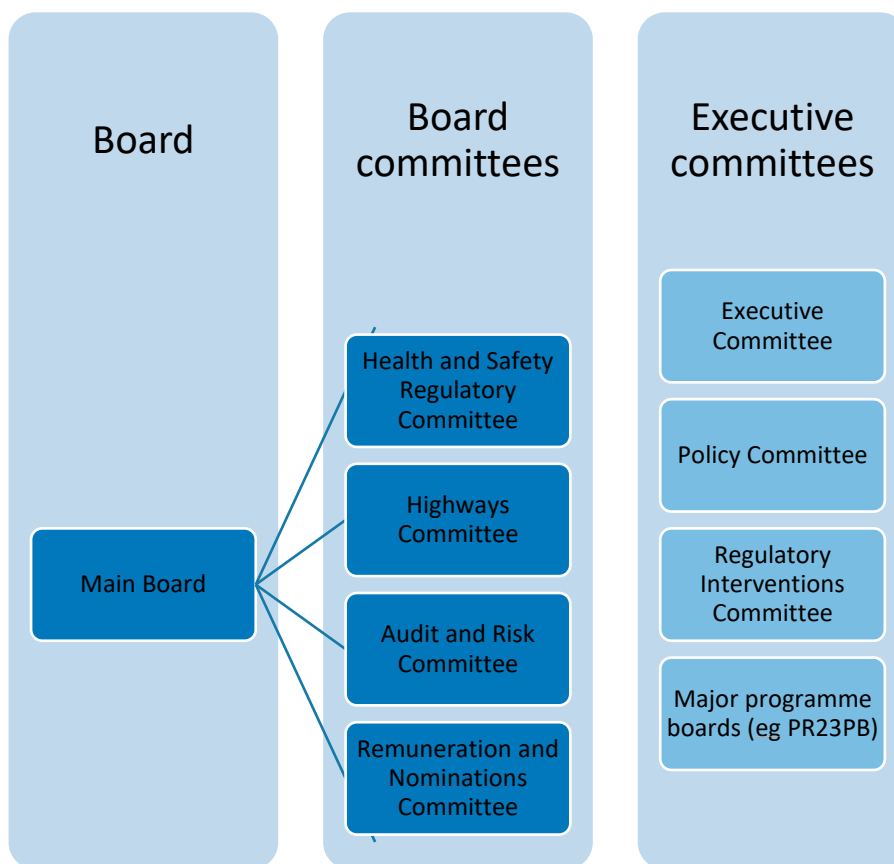 Board
Main Board
Board
committees
Health and Safety
Regulatory
Committee
Highways
Committee
Audit and Risk
Committee
Remuneration and
Nominations
Committee
Executive
committees
Executive
Committee
Policy Committee
Regulatory
Interventions
Committee
Major programme
boards (eg PR23PB)